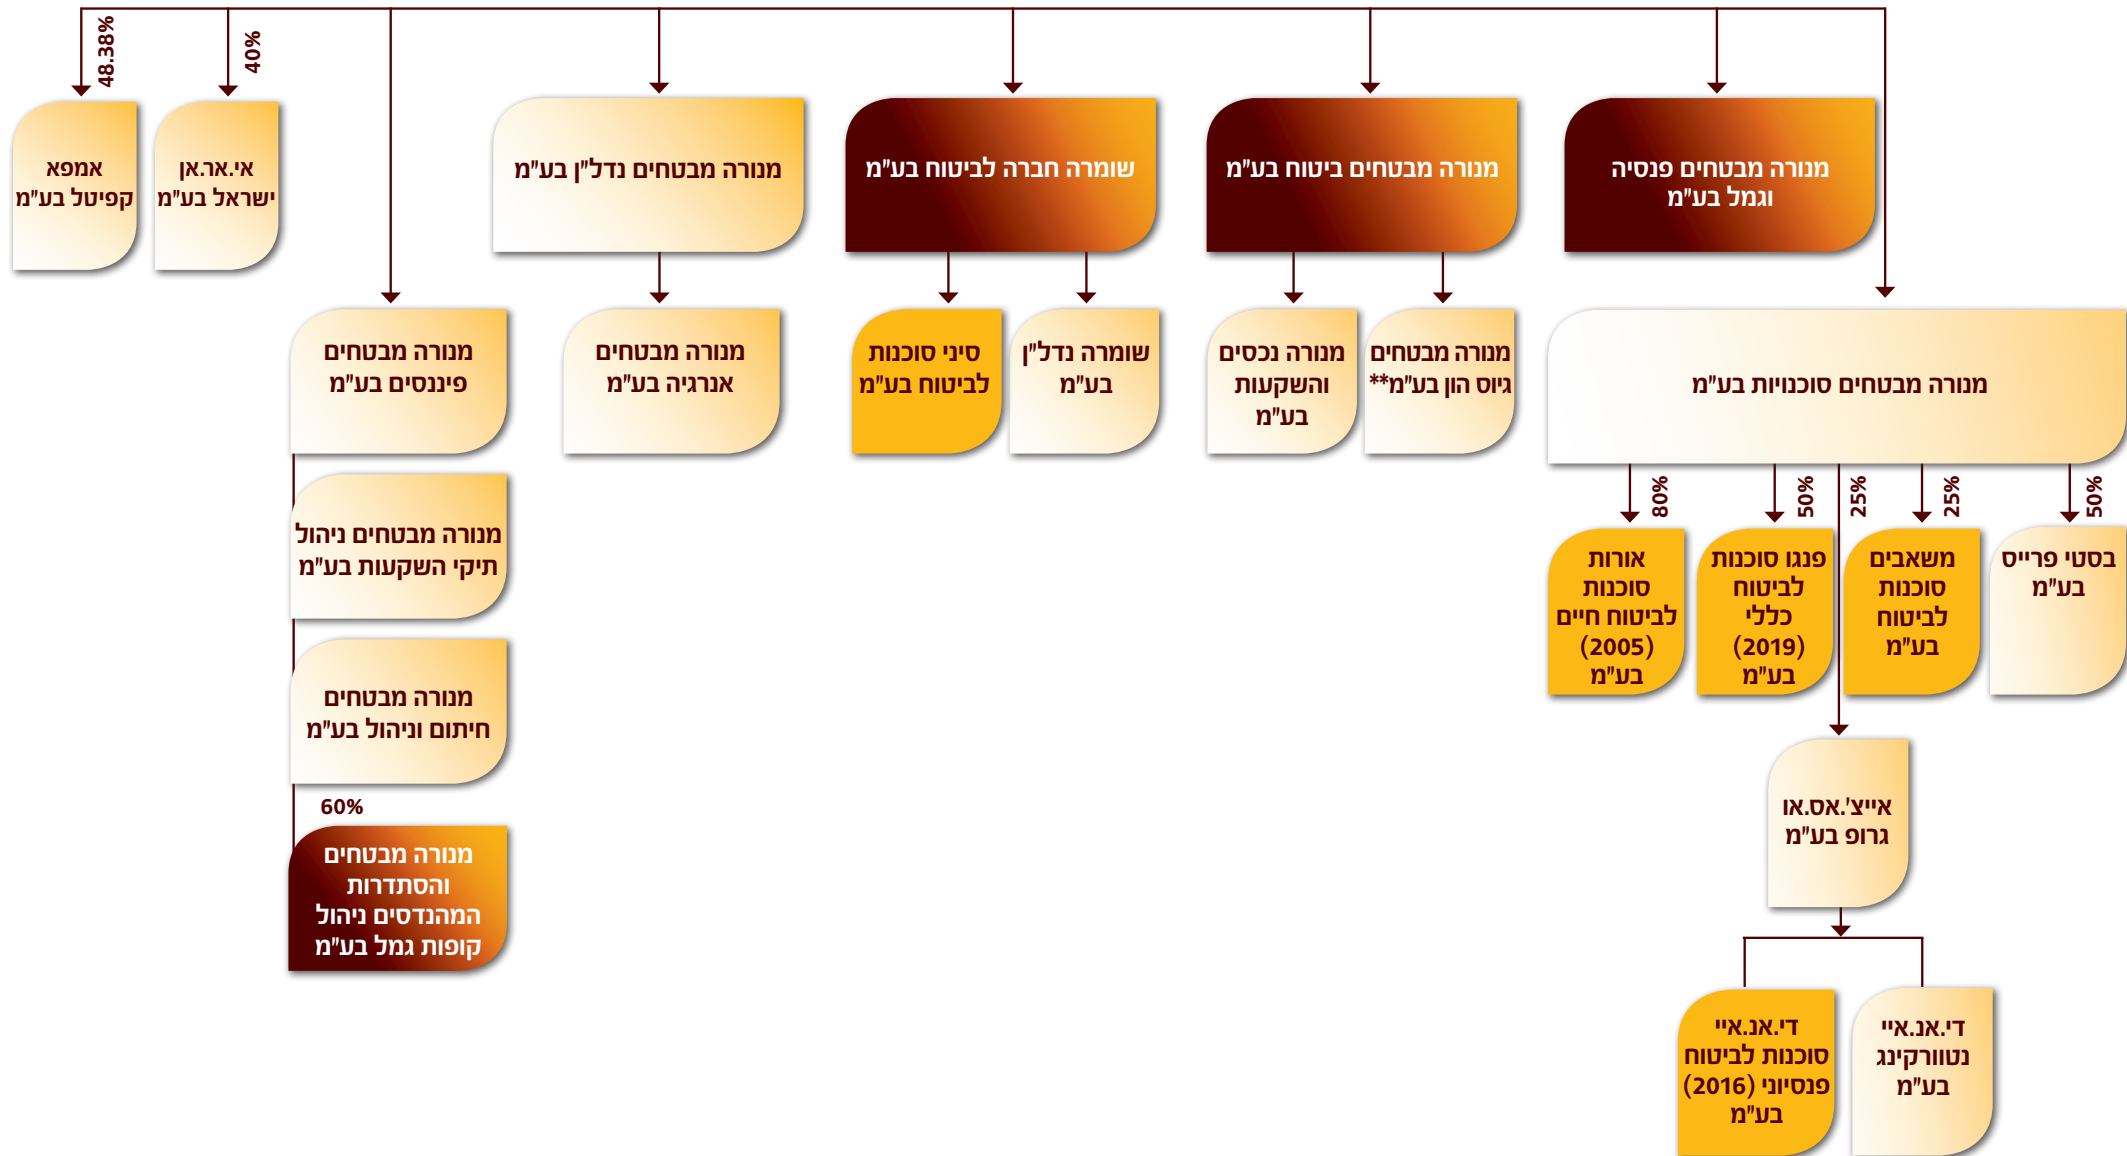 48.38%
40%
מנורה מבטחים פנסיה
וגמל בע"מ
מנורה מבטחים ביטוח בע"מ
שומרה חברה לביטוח בע"מ
מנורה מבטחים נדל"ן בע"מ
אי.אר.אן
ישראל בע"מ
אמפא
קפיטל בע"מ
מנורה מבטחים סוכנויות בע"מ
מנורה מבטחים
גיוס הון בע"מ**
מנורה נכסים
והשקעות
בע"מ
שומרה נדל"ן
בע"מ
סיני סוכנות
לביטוח בע"מ
מנורה מבטחים
אנרגיה בע"מ
מנורה מבטחים
פיננסים בע"מ
מנורה מבטחים ניהול
תיקי השקעות בע"מ
מנורה מבטחים
חיתום וניהול בע"מ
60%
מנורה מבטחים
והסתדרות
המהנדסים ניהול
קופות גמל בע"מ
50%
25%
25%
50%
80%
בסטי פרייס
בע"מ
משאבים
סוכנות
לביטוח
בע"מ
פנגו סוכנות
לביטוח
כללי
(2019)
בע"מ
אורות
סוכנות
לביטוח חיים
(2005)
בע"מ
אייצ'.אס.או
גרופ בע"מ
די.אנ.איי
נטוורקינג
בע"מ
די.אנ.איי
סוכנות לביטוח
פנסיוני (2016)
בע"מ